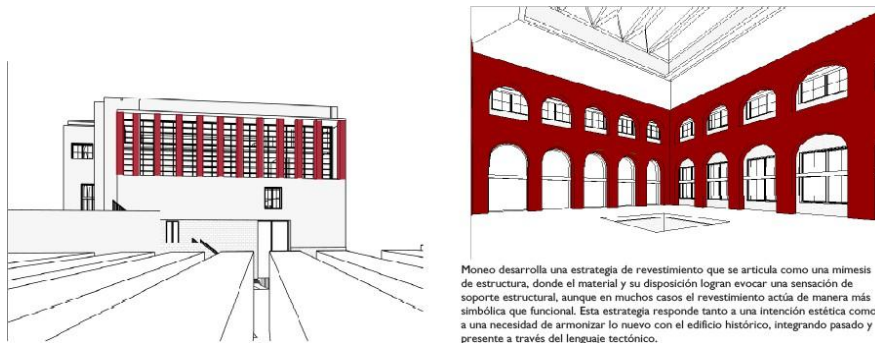 Moneo desarrolla una estrategia de revestimiento que se articula como una mimesis
de estructura, donde el material y su disposición logran evocar una sensación de
soporte estructural, aunque en muchos casos el revestimiento actúa de manera más
simbólica que funcional. Esta estrategia responde tanto a una intención estética como
a una necesidad de armonizar lo nuevo con el edificio histórico, integrando pasado y
presente a través del lenguaje tectónico.